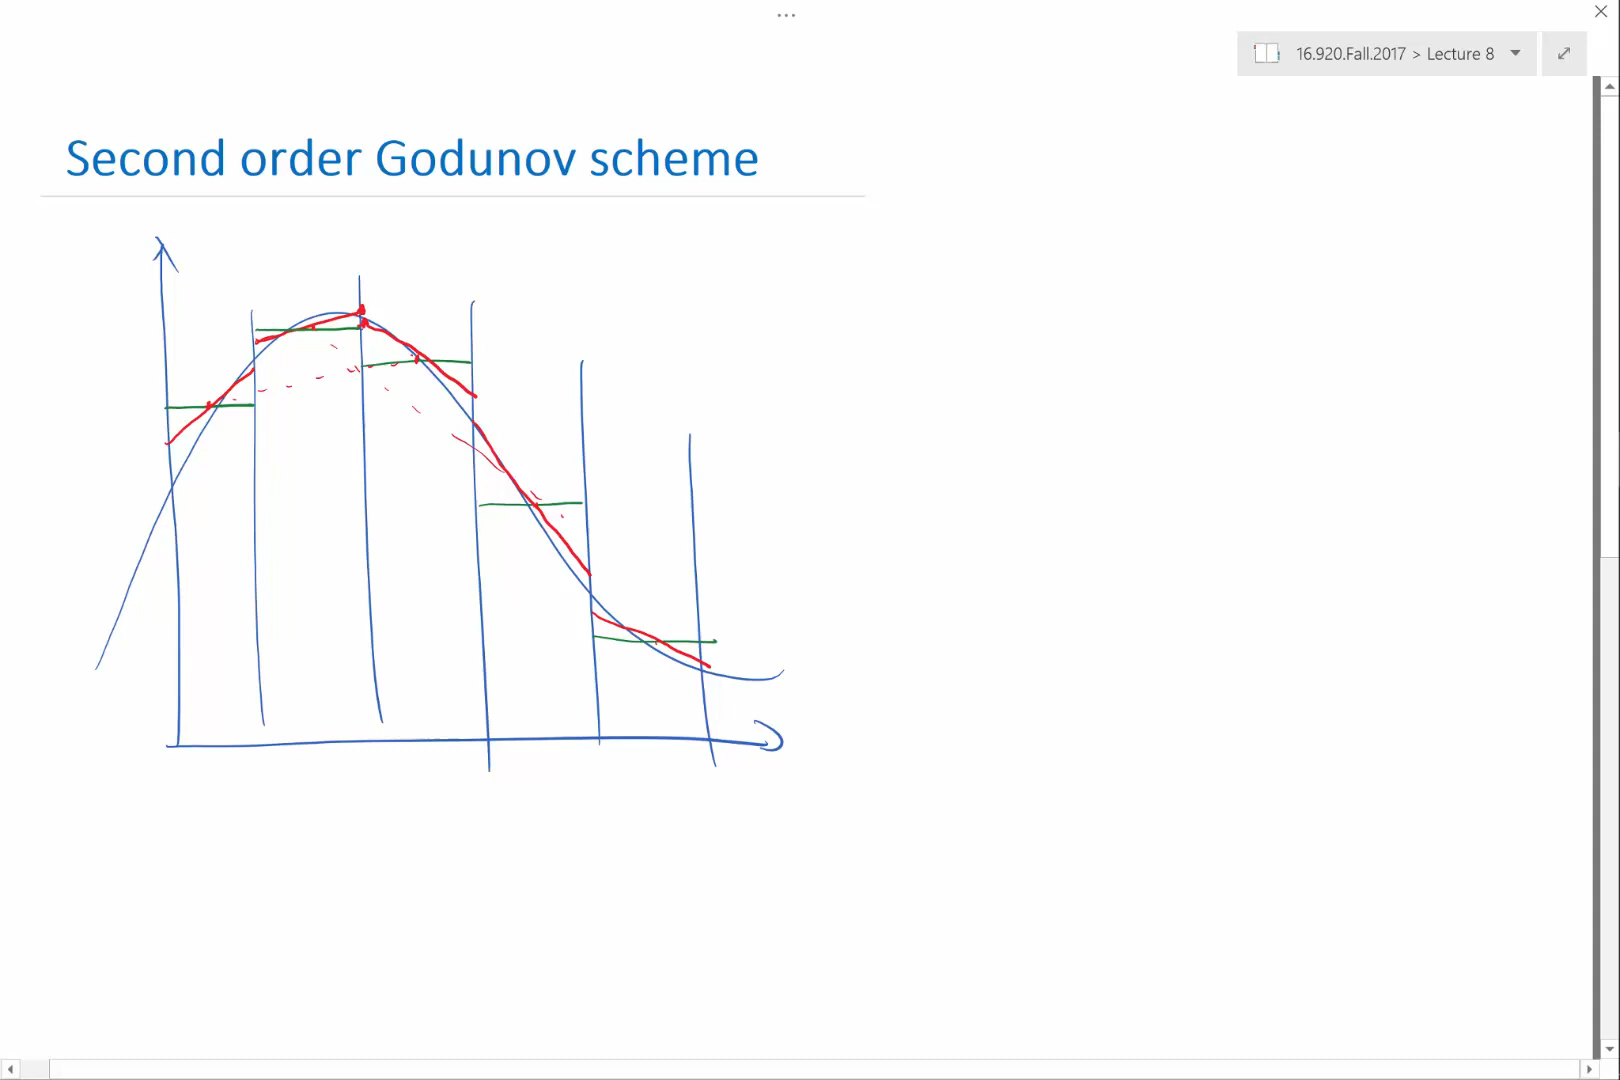 16.920.Fall.2017 > Lecture 8
Second order Godunov scheme